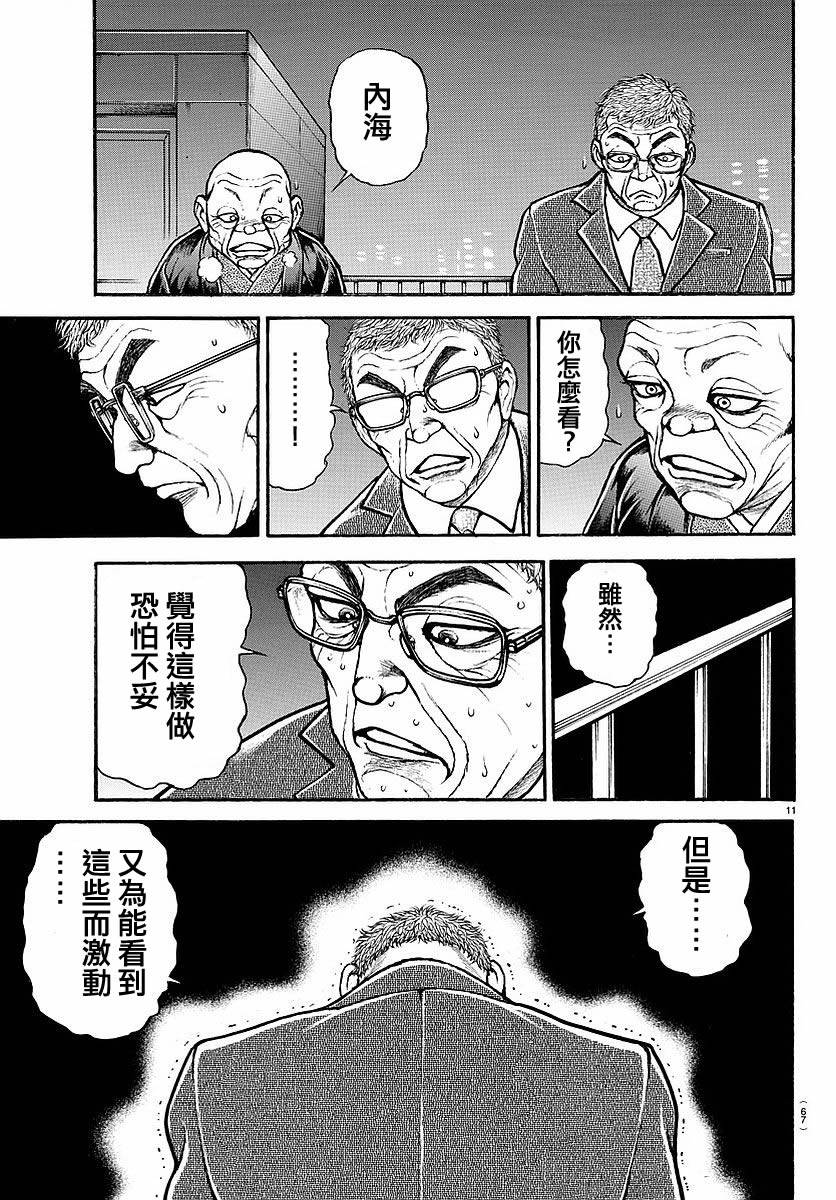 內海
你怎麼看？
………！
雖然…
覺得這樣做
恐怕不妥
11
但是……
又為能看到
這些而激動
……
（67）